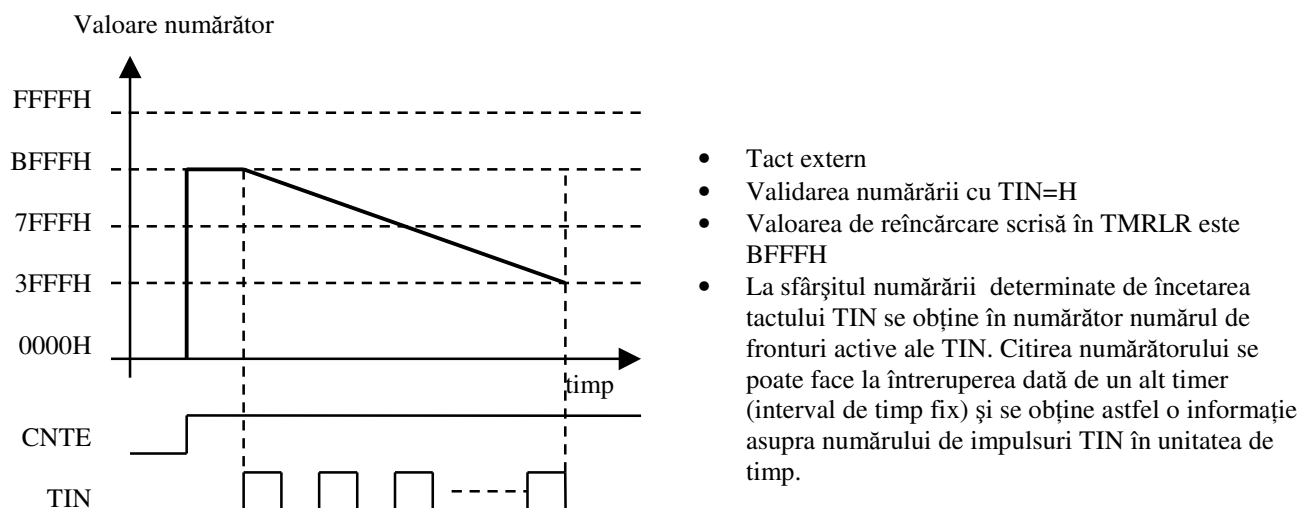 Valoare numărător
FFFFH
BFFFH
7FFFH
3FFFH
0000H
timp
CNTE
TIN
• Tact extern
• Validarea numărării cu TIN=H
• Valoarea de reîncărcare scrisă în TMRLR este
BFFFH
• La sfârşitul numărării determinate de încetarea
tactului TIN se obţine în numărător numărul de
fronturi active ale TIN. Citirea numărătorului se
poate face la întreruperea dată de un alt timer
(interval de timp fix) şi se obţine astfel o informaţie
asupra numărului de impulsuri TIN în unitatea de
timp.